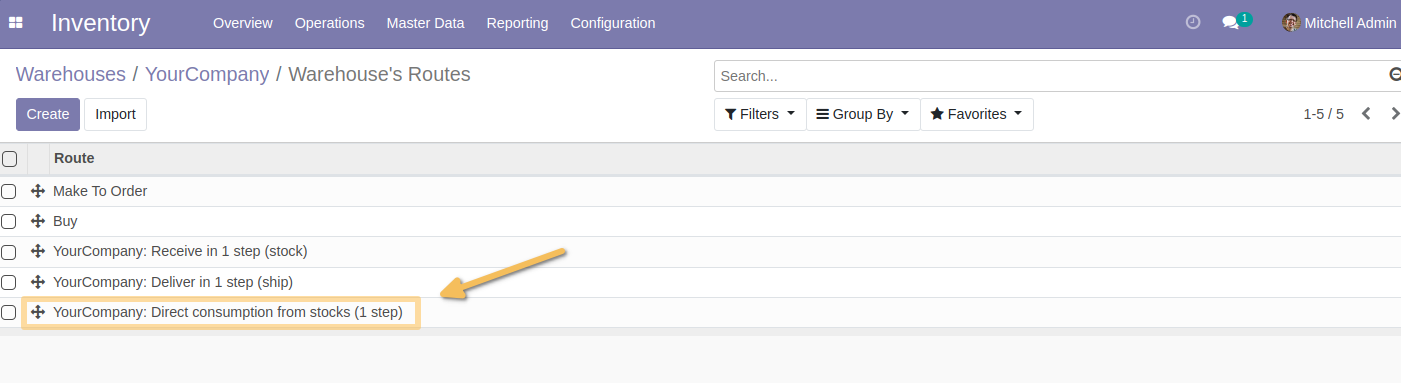 Inventory Overview Operations Master Data Reporting Configuration 1 Mitchell Admin
Warehouses / YourCompany / Warehouse's Routes
Search...
Create Import Filters Group By Favorites 1-5 / 5
Route
Make To Order
Buy
YourCompany: Receive in 1 step (stock)
YourCompany: Deliver in 1 step (ship)
YourCompany: Direct consumption from stocks (1 step)